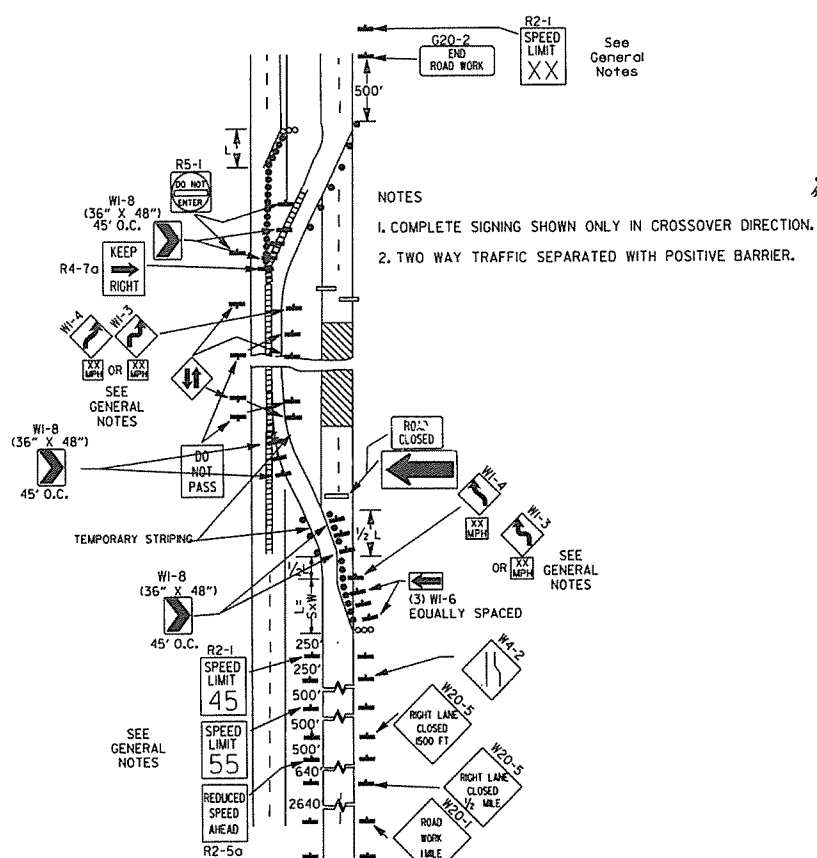 R2-1
SPEED
LIMIT
XX
See
General
Notes
G20-2
END
ROAD WORK
500'
L
R5-1
DO NOT
ENTER
W1-8
(36" X 48")
45' O.C.
KEEP
RIGHT
R4-7a
NOTES
1. COMPLETE SIGNING SHOWN ONLY IN CROSSOVER DIRECTION.
2. TWO WAY TRAFFIC SEPARATED WITH POSITIVE BARRIER.
W1-4
W1-3
XX
MPH
OR
XX
MPH
SEE
GENERAL
NOTES
W1-8
(36" X 48")
45' O.C.
DO
NOT
PASS
ROAD
CLOSED
TEMPORARY STRIPING
1/2 L
W1-4
XX
MPH
W1-3
OR
XX
MPH
SEE
GENERAL
NOTES
W1-8
(36" X 48")
45' O.C.
1/2 L
L=
SxW
(3) W1-6
EQUALLY SPACED
R2-1
SPEED
LIMIT
45
250'
250'
500'
500'
500'
640'
2640
W4-2
SEE
GENERAL
NOTES
SPEED
LIMIT
55
W20-5
RIGHT LANE
CLOSED
1500 FT
REDUCED
SPEED
AHEAD
R2-5a
W20-5
RIGHT LANE
CLOSED
1/2 MILE
W20-1
ROAD
WORK
1 MILE